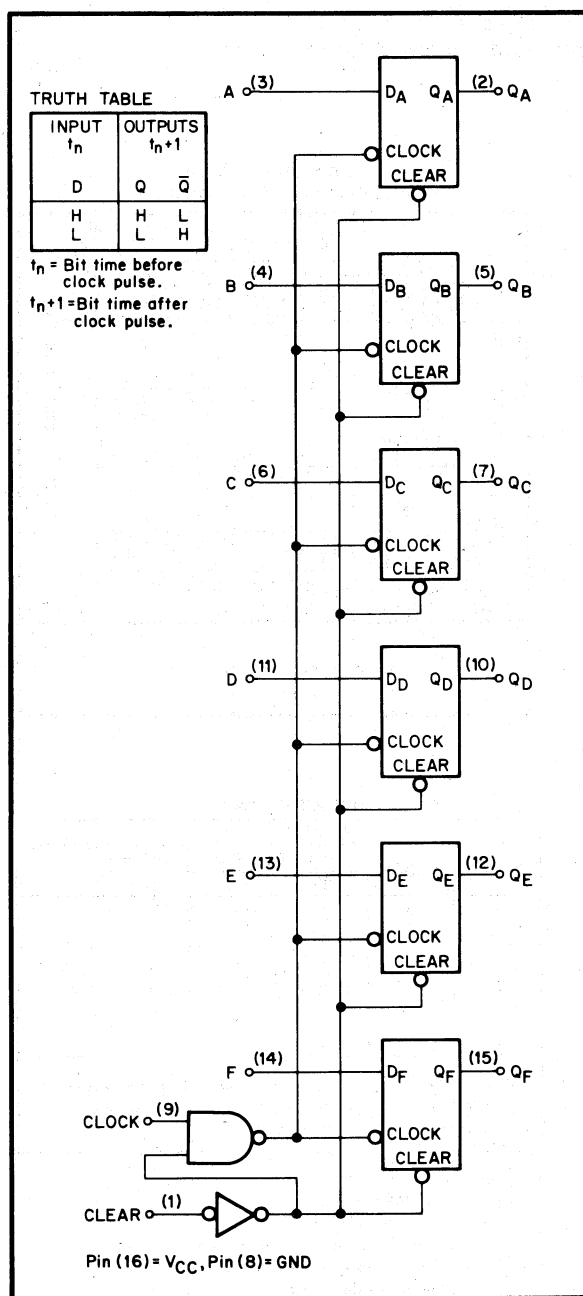 TRUTH TABLE
INPUT OUTPUTS
tn tn+1
D Q Q̅
H H L
L L H
tn = Bit time before
clock pulse.
tn+1 = Bit time after
clock pulse.
A (3) DA QA (2) QA
CLOCK
CLEAR
B (4) DB QB (5) QB
CLOCK
CLEAR
C (6) DC QC (7) QC
CLOCK
CLEAR
D (11) DD QD (10) QD
CLOCK
CLEAR
E (13) DE QE (12) QE
CLOCK
CLEAR
F (14) DF QF (15) QF
CLOCK (9) CLOCK
CLEAR
CLEAR (1)
Pin (16) = VCC, Pin (8) = GND